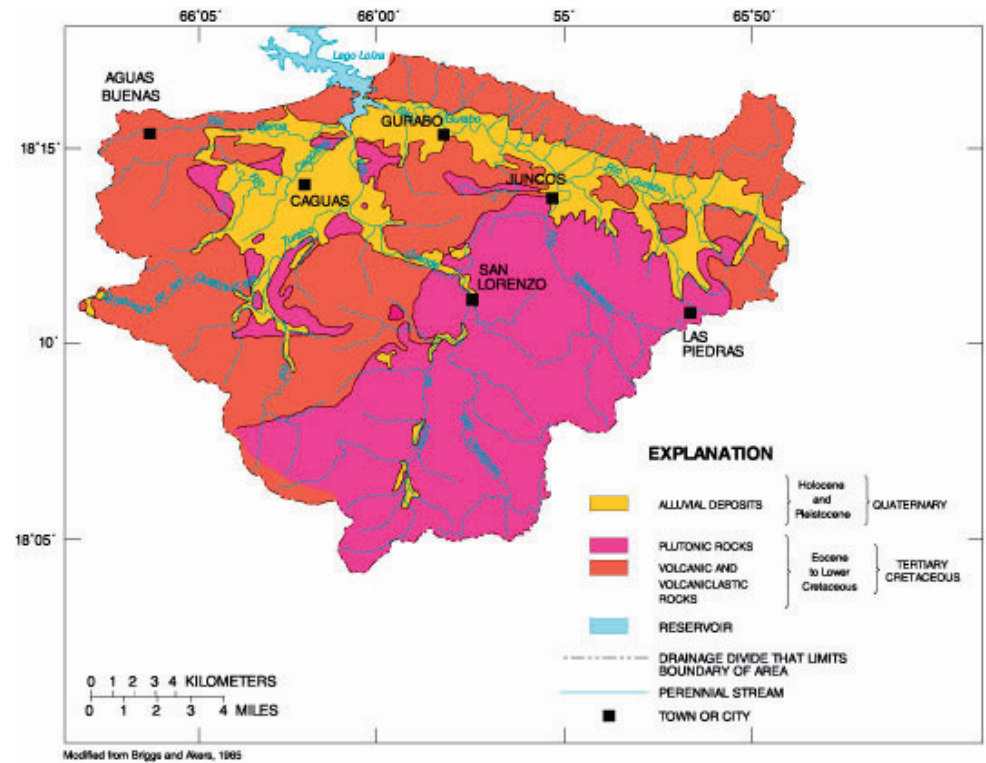 66°05' 66°00' 55' 65°50'
Lago Loiza
AGUAS
BUENAS
GURABO
Gurabo
18°15'
JUNCOS
Rio Gurabo
CAGUAS
SAN
LORENZO
10'
LAS
PIEDRAS
EXPLANATION
ALLUVIAL DEPOSITS
Holocene
and
Pleistocene
QUATERNARY
18°05'
PLUTONIC ROCKS
VOLCANIC AND
VOLCANICLASTIC
ROCKS
Eocene
to Lower
Cretaceous
TERTIARY
CRETACEOUS
RESERVOIR
DRAINAGE DIVIDE THAT LIMITS
BOUNDARY OF AREA
PERENNIAL STREAM
TOWN OR CITY
0 1 2 3 4 KILOMETERS
0 1 2 3 4 MILES
Modified from Briggs and Akers, 1965